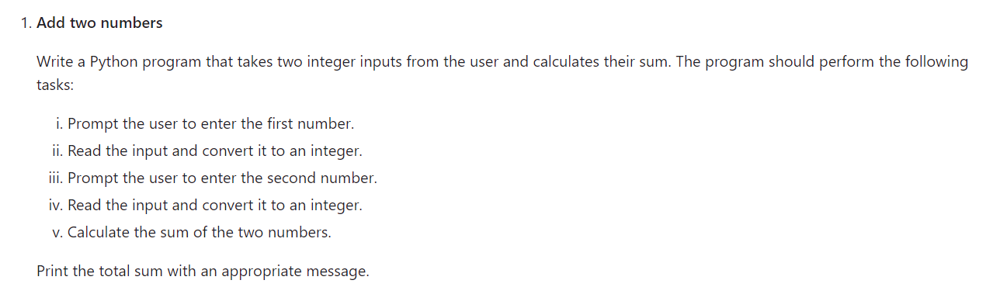 1. Add two numbers
Write a Python program that takes two integer inputs from the user and calculates their sum. The program should perform the following
tasks:
i. Prompt the user to enter the first number.
ii. Read the input and convert it to an integer.
iii. Prompt the user to enter the second number.
iv. Read the input and convert it to an integer.
v. Calculate the sum of the two numbers.
Print the total sum with an appropriate message.